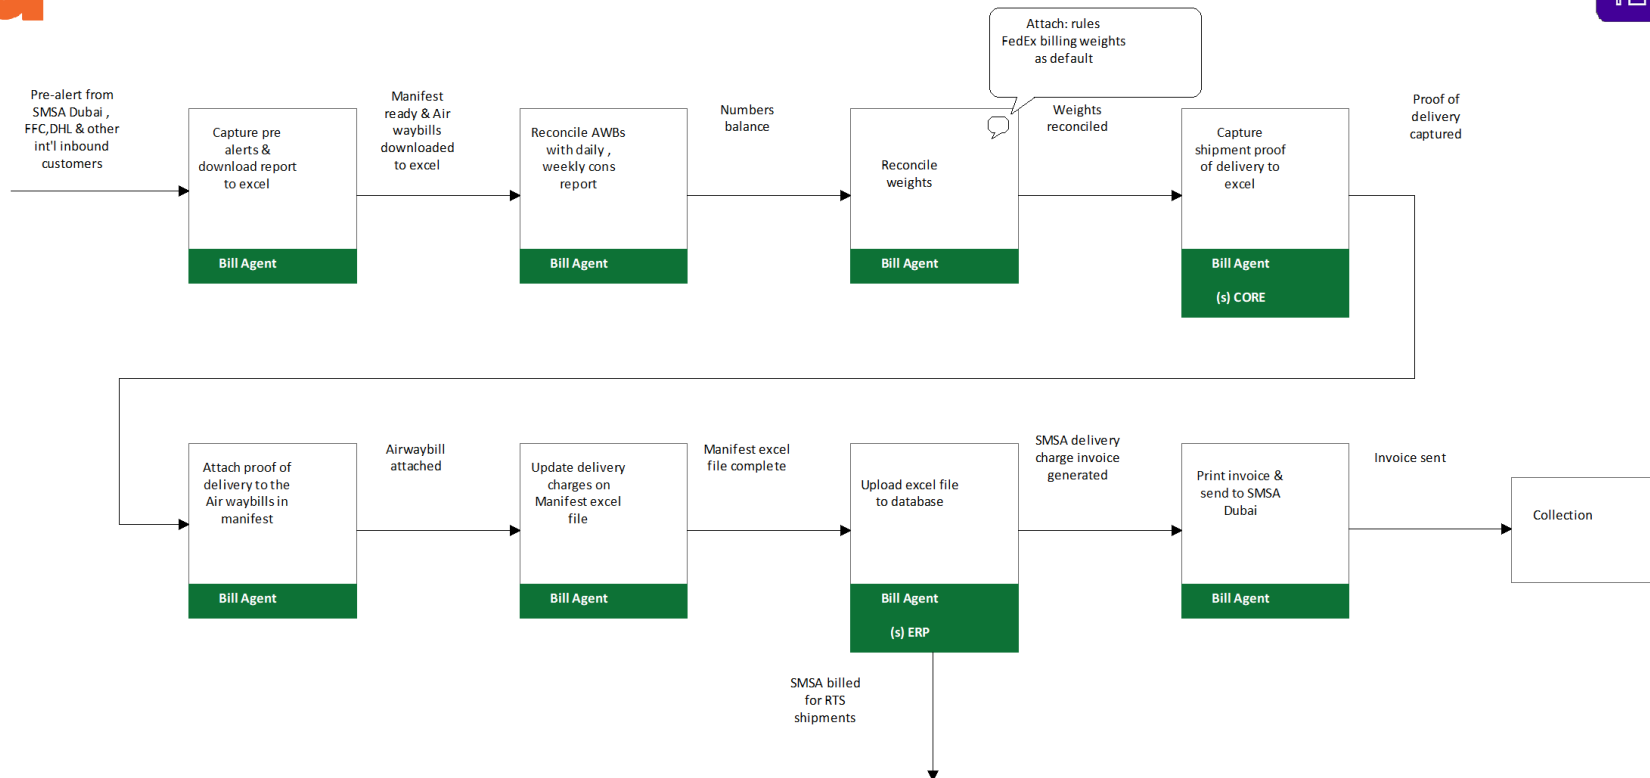 Attach: rules
FedEx billing weights
as default
Pre-alert from
SMSA Dubai ,
FFC,DHL & other
int'l inbound
customers
Capture pre
alerts &
download report
to excel
Bill Agent
Manifest
ready & Air
waybills
downloaded
to excel
Reconcile AWBs
with daily ,
weekly cons
report
Bill Agent
Numbers
balance
Reconcile
weights
Bill Agent
Weights
reconciled
Capture
shipment proof
of delivery to
excel
Bill Agent
(s) CORE
Proof of
delivery
captured
Attach proof of
delivery to the
Air waybills in
manifest
Bill Agent
Airwaybill
attached
Update delivery
charges on
Manifest excel
file
Bill Agent
Manifest excel
file complete
Upload excel file
to database
Bill Agent
(s) ERP
SMSA delivery
charge invoice
generated
Print invoice &
send to SMSA
Dubai
Bill Agent
Invoice sent
Collection
SMSA billed
for RTS
shipments